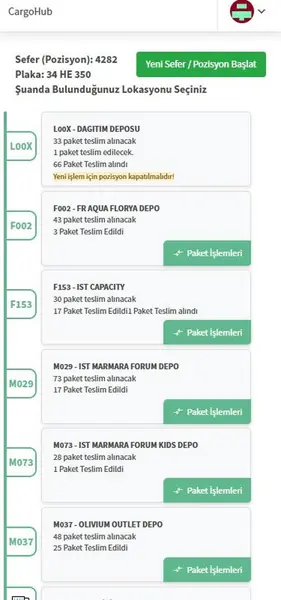 CargoHub
Sefer (Pozisyon): 4282
Plaka: 34 HE 350
Yeni Sefer / Pozisyon Başlat
Şuanda Bulunduğunuz Lokasyonu Seçiniz
L00X
L00X - DAGITIM DEPOSU
33 paket teslim alınacak
1 paket teslim edilecek.
66 Paket Teslim alındı
Yeni işlem için pozisyon kapatılmalıdır!
F002
F002 - FR AQUA FLORYA DEPO
43 paket teslim alınacak
3 Paket Teslim Edildi
Paket İşlemleri
F153
F153 - IST CAPACITY
30 paket teslim alınacak
17 Paket Teslim Edildi1 Paket Teslim alındı
Paket İşlemleri
M029
M029 - IST MARMARA FORUM DEPO
73 paket teslim alınacak
17 Paket Teslim Edildi
Paket İşlemleri
M073
M073 - IST MARMARA FORUM KIDS DEPO
28 paket teslim alınacak
1 Paket Teslim Edildi
Paket İşlemleri
M037
M037 - OLIVIUM OUTLET DEPO
48 paket teslim alınacak
25 Paket Teslim Edildi
Paket İşlemleri